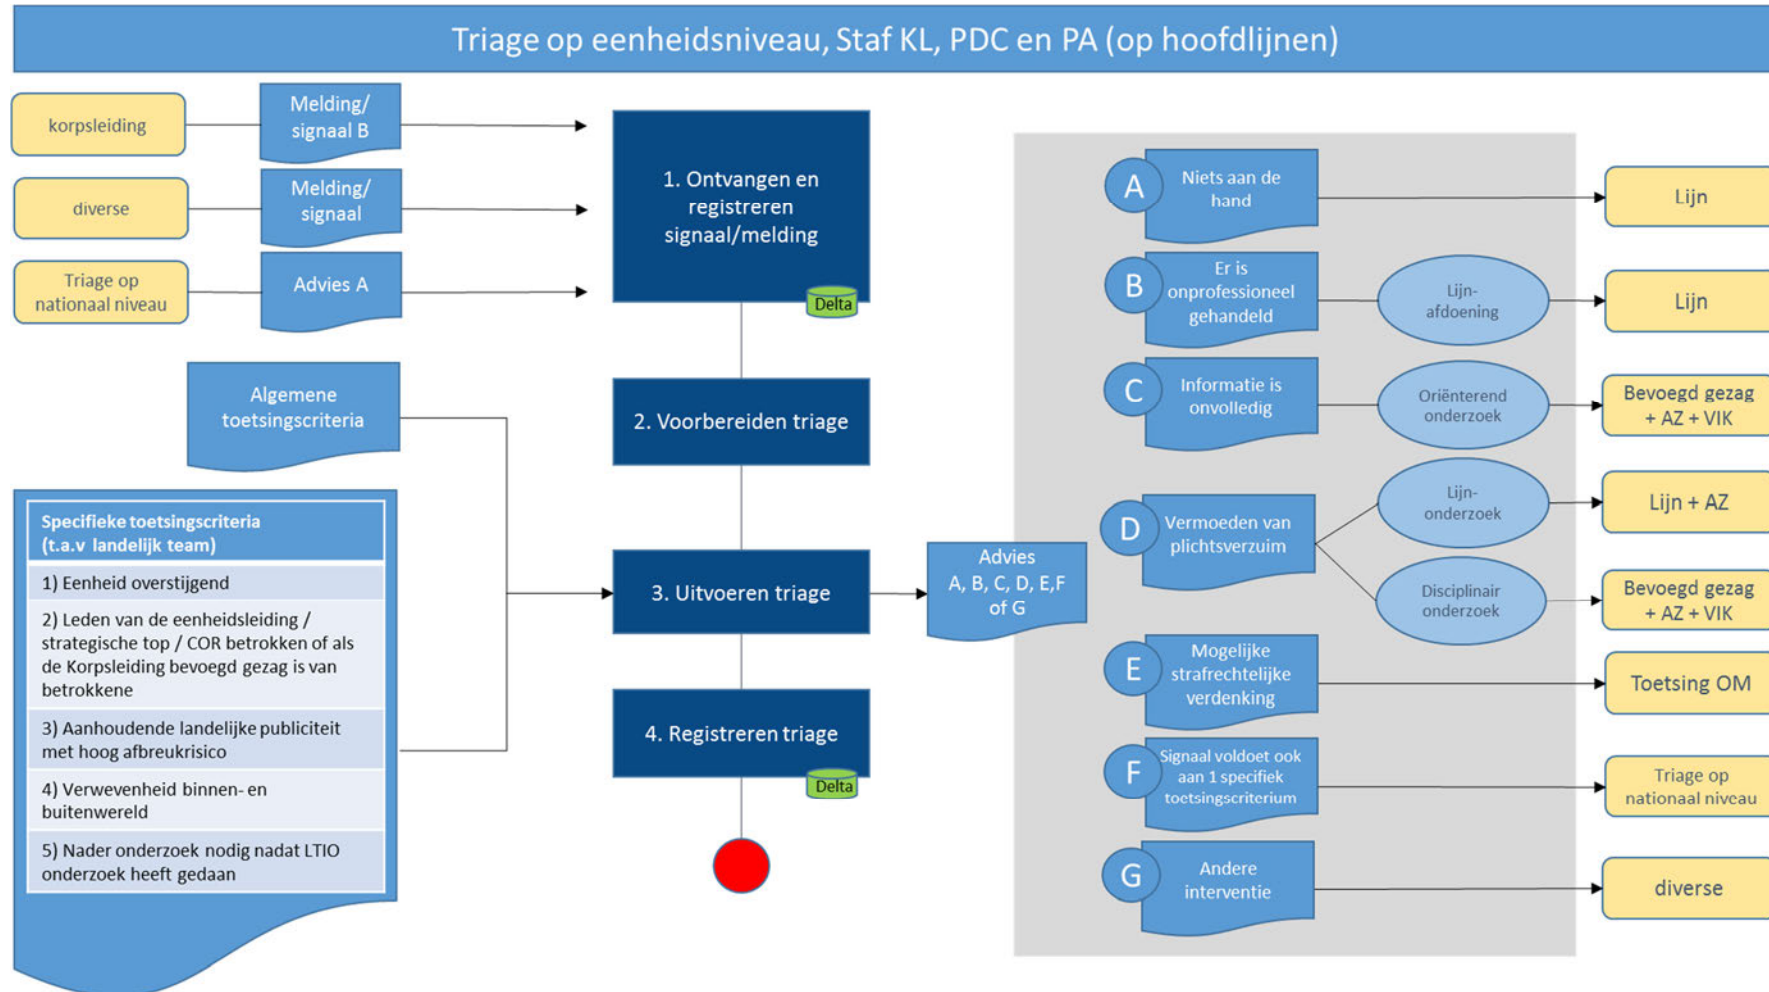 Triage op eenheidsniveau, Staf KL, PDC en PA (op hoofdlijnen)
korpsleiding
Melding/
signaal B
diverse
Melding/
signaal
Triage op
nationaal niveau
Advies A
1. Ontvangen en
registreren
signaal/melding
Delta
Algemene
toetsingscriteria
2. Voorbereiden triage
Specifieke toetsingscriteria
(t.a.v landelijk team)
1) Eenheid overstijgend
2) Leden van de eenheidsleiding /
strategische top / COR betrokken of als
de Korpsleiding bevoegd gezag is van
betrokkene
3) Aanhoudende landelijke publiciteit
met hoog afbreukrisico
4) Verwevenheid binnen- en
buitenwereld
5) Nader onderzoek nodig nadat LTIO
onderzoek heeft gedaan
3. Uitvoeren triage
4. Registreren triage
Delta
Advies
A, B, C, D, E,F
of G
A
Niets aan de
hand
Lijn
B
Er is
onprofessioneel
gehandeld
Lijn-
afdoening
Lijn
C
Informatie is
onvolledig
Oriënterend
onderzoek
Bevoegd gezag
+ AZ + VIK
D
Vermoeden van
plichtsverzuim
Lijn-
onderzoek
Lijn + AZ
Disciplinair
onderzoek
Bevoegd gezag
+ AZ + VIK
E
Mogelijke
strafrechtelijke
verdenking
Toetsing OM
F
Signaal voldoet ook
aan 1 specifiek
toetsingscriterium
Triage op
nationaal niveau
G
Andere
interventie
diverse